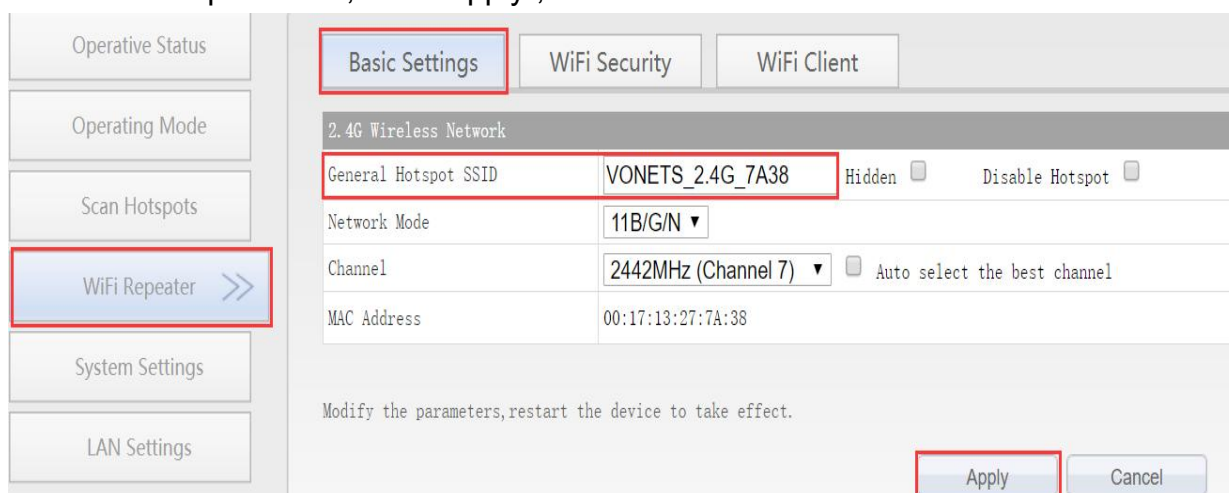 Operative Status
Basic Settings WiFi Security WiFi Client
Operating Mode
2.4G Wireless Network
General Hotspot SSID VONETS_2.4G_7A38 Hidden Disable Hotspot
Scan Hotspots
Network Mode 11B/G/N ▼
Channel 2442MHz (Channel 7) ▼ Auto select the best channel
WiFi Repeater >>
MAC Address 00:17:13:27:7A:38
System Settings
Modify the parameters,restart the device to take effect.
LAN Settings
Apply Cancel